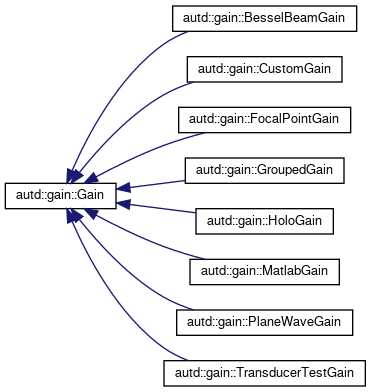 autd::gain::BesselBeamGain
autd::gain::CustomGain
autd::gain::FocalPointGain
autd::gain::GroupedGain
autd::gain::Gain
autd::gain::HoloGain
autd::gain::MatlabGain
autd::gain::PlaneWaveGain
autd::gain::TransducerTestGain